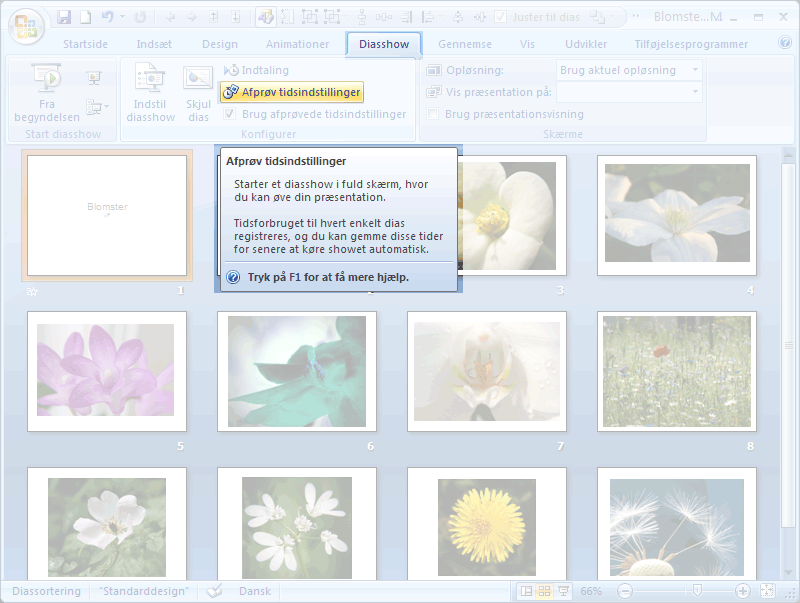 Juster til dias
Blomste...M
Startside
Indsæt
Design
Animationer
Diasshow
Gennemse
Vis
Udvikler
Tilføjelsesprogrammer
Fra
begyndelsen
Start diasshow
Indstil
diasshow
Skjul
dias
Indtaling
Afprøv tidsindstillinger
Brug afprøvede tidsindstillinger
Konfigurer
Opløsning:
Brug aktuel opløsning
Vis præsentation på:
Brug præsentationsvisning
Skærme
Afprøv tidsindstillinger
Starter et diasshow i fuld skærm, hvor
du kan øve din præsentation.
Tidsforbruget til hvert enkelt dias
registreres, og du kan gemme disse tider
for senere at køre showet automatisk.
Tryk på F1 for at få mere hjælp.
Blomster
1
3
4
5
6
7
8
Diassortering
"Standarddesign"
Dansk
66%